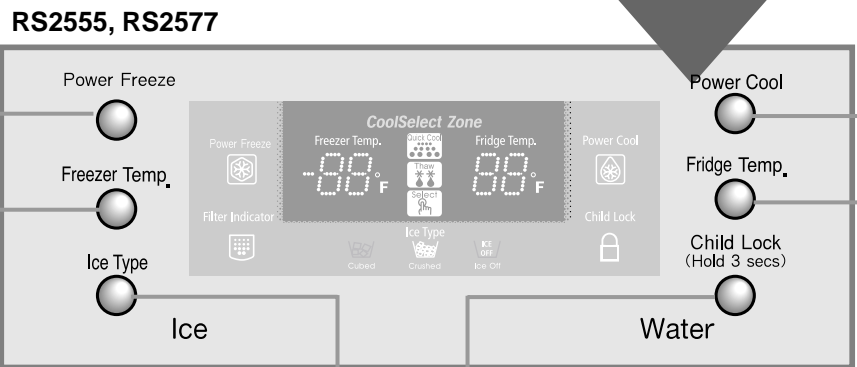 RS2555, RS2577
Power Freeze
Freezer Temp.
Ice Type
Ice
CoolSelect Zone
Power Freeze
Freezer Temp.
Quick Cool
Fridge Temp.
Power Cool
-88°F
Thaw
88°F
Select
Filter Indicator
Child Lock
Ice Type
ICE OFF
Cubed
Crushed
Ice Off
Power Cool
Fridge Temp.
Child Lock
(Hold 3 secs)
Water